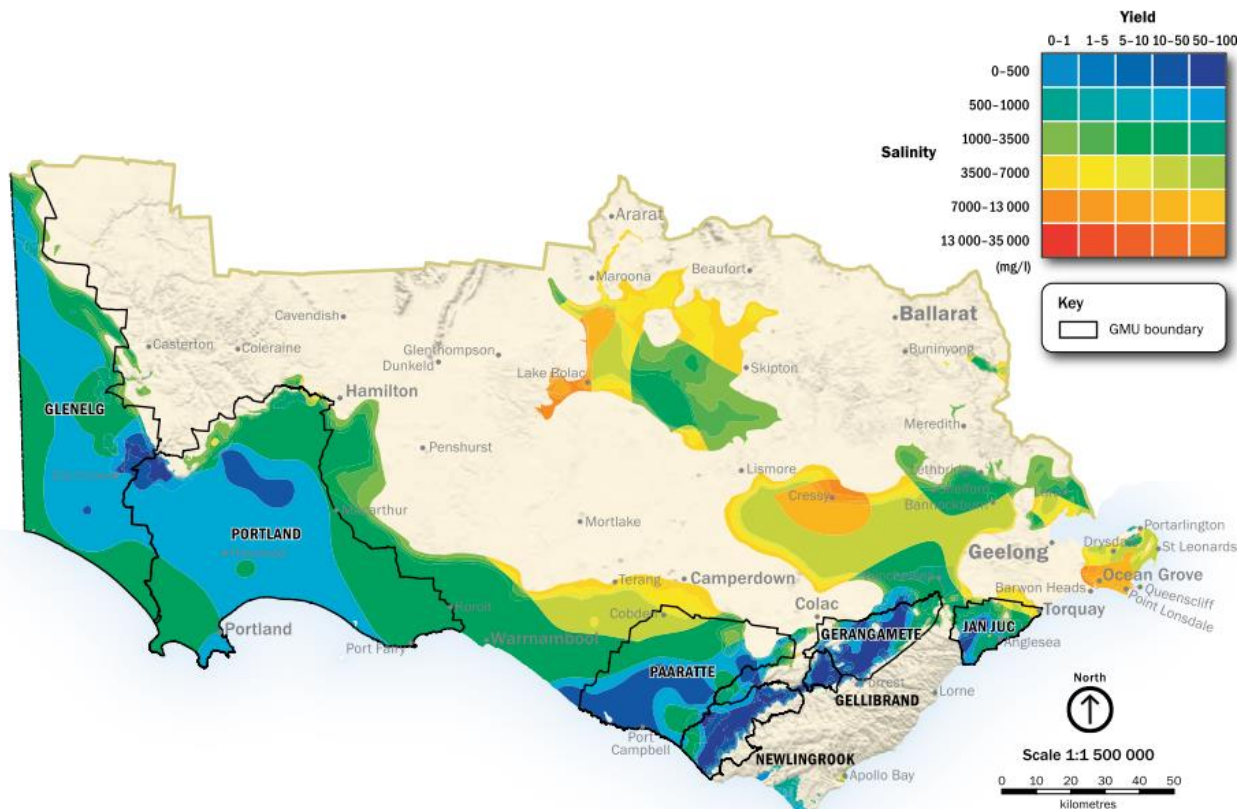 Yield
0–1 1–5 5–10 10–50 50–100
0–500
500–1000
1000–3500
Salinity
3500–7000
7000–13 000
13 000–35 000
(mg/l)
Key
GMU boundary
Ararat
Maroona
Beaufort
Cavendish
Ballarat
Casterton
Coleraine
Glenthompson
Buninyong
Dunkeld
Lake Bolac
Skipton
Hamilton
GLENELG
Meredith
Penshurst
Lismore
Cressy
Mortlake
PORTLAND
Portarlington
Geelong
St Leonards
Terang
Camperdown
Ocean Grove
Barwon Heads
Queenscliff
Cobden
Colac
Torquay
Point Lonsdale
Koroit
Portland
Warrnambool
GERANGAMETE
JAN JUC
Port Fairy
Anglesea
PAARATTE
Forrest
GELLIBRAND
Lorne
North
Port
Campbell
NEWLINGROOK
Scale 1:1 500 000
Apollo Bay
0 10 20 30 40 50
kilometres